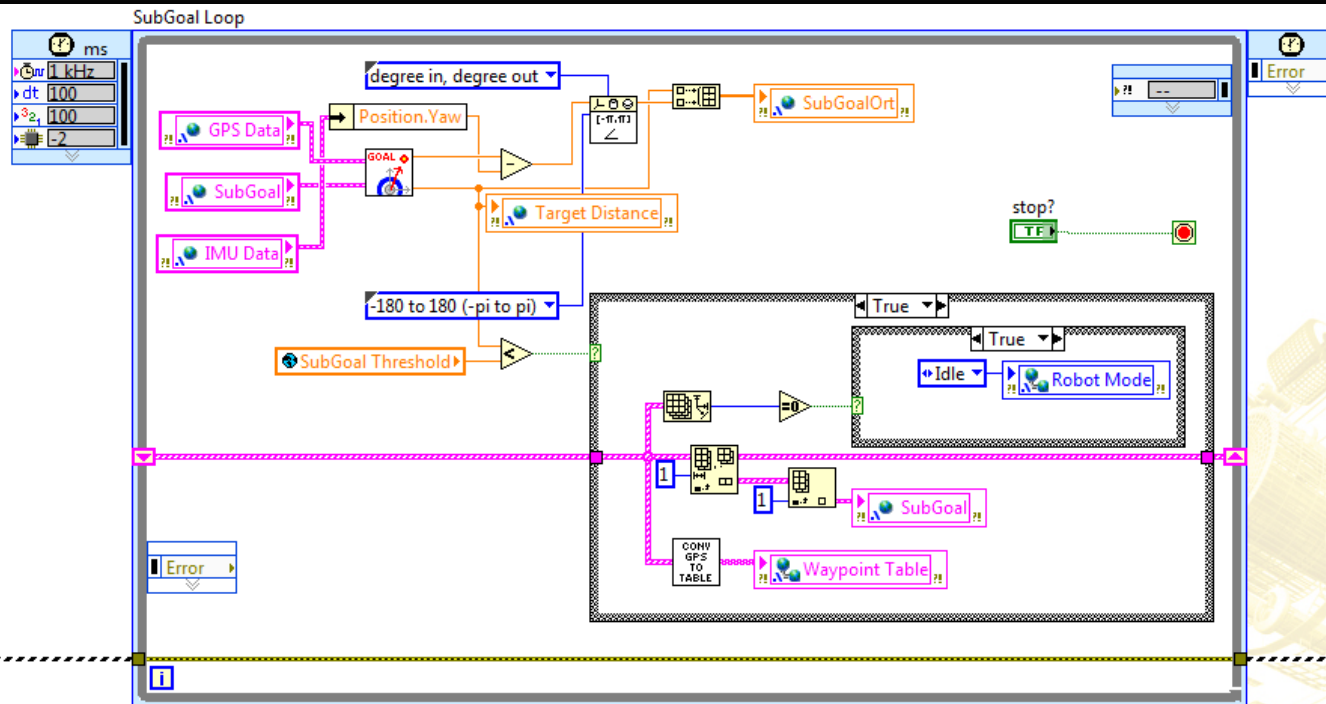 SubGoal Loop
ms
1 kHz
dt 100
321 100
-2
Error
degree in, degree out
Position.Yaw
[-π,π]
SubGoalOrt
--
GPS Data
GOAL
SubGoal
Target Distance
IMU Data
stop?
TF
-180 to 180 (-pi to pi)
True
True
SubGoal Threshold
<
Idle
Robot Mode
=0
1
1
SubGoal
CONV
GPS
TO
TABLE
Waypoint Table
Error
i